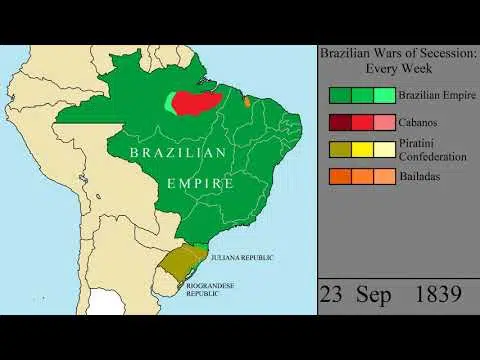 Brazilian Wars of Secession:
Every Week
Brazilian Empire
Cabanos
Piratini
Confederation
Bailadas
BRAZILIAN
EMPIRE
JULIANA REPUBLIC
RIOGRANDESE
REPUBLIC
23 Sep 1839